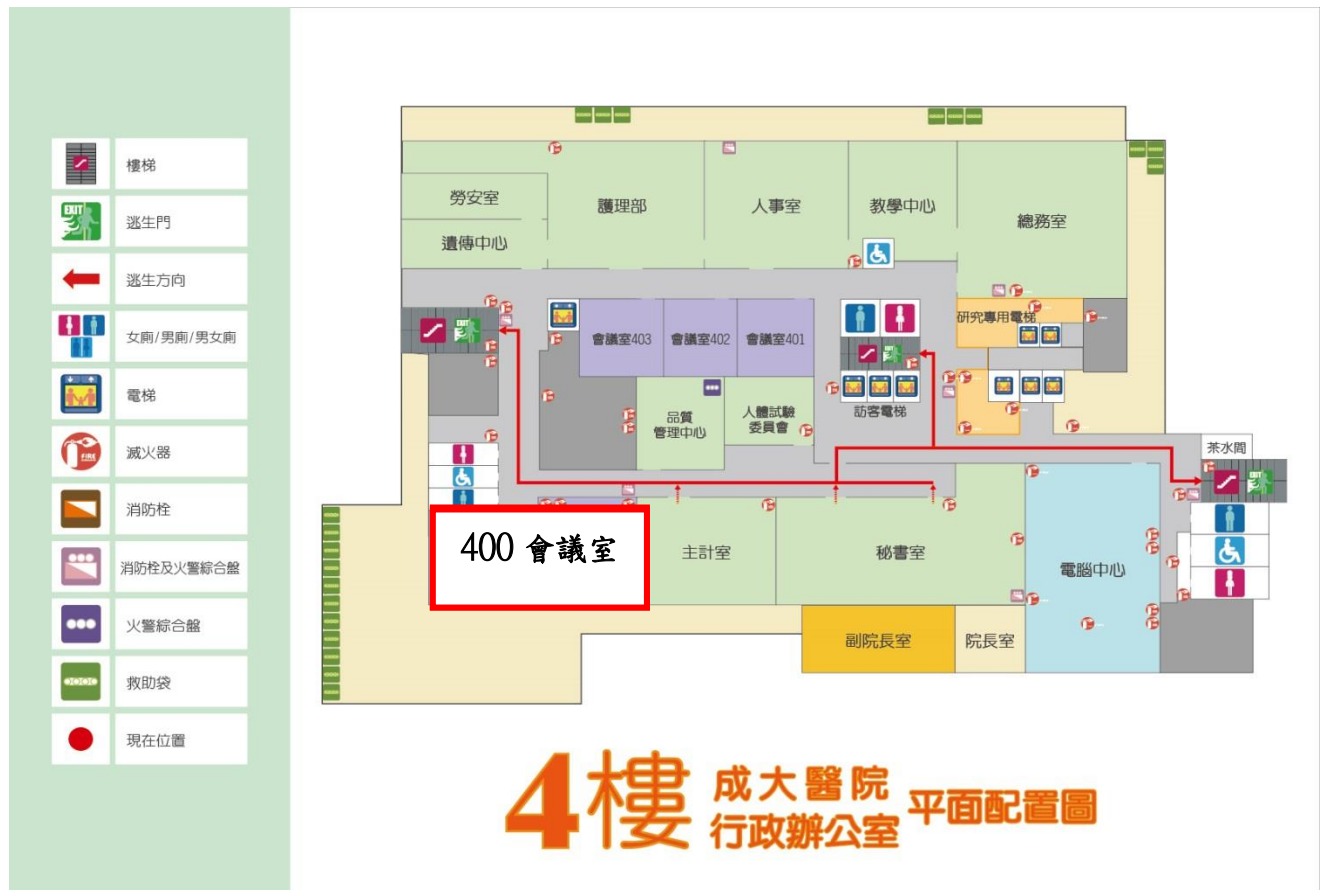 樓梯
逃生門
逃生方向
女廁/男廁/男女廁
電梯
滅火器
FIRE
消防栓
消防栓及火警綜合盤
火警綜合盤
救助袋
現在位置
EXIT
勞安室
遺傳中心
護理部
人事室
教學中心
總務室
研究專用電梯
會議室403
會議室402
會議室401
EXIT
EXIT
訪客電梯
品質
管理中心
人體試驗
委員會
茶水間
EXIT
400 會議室
主計室
秘書室
電腦中心
副院長室
院長室
4樓
成大醫院
行政辦公室
平面配置圖